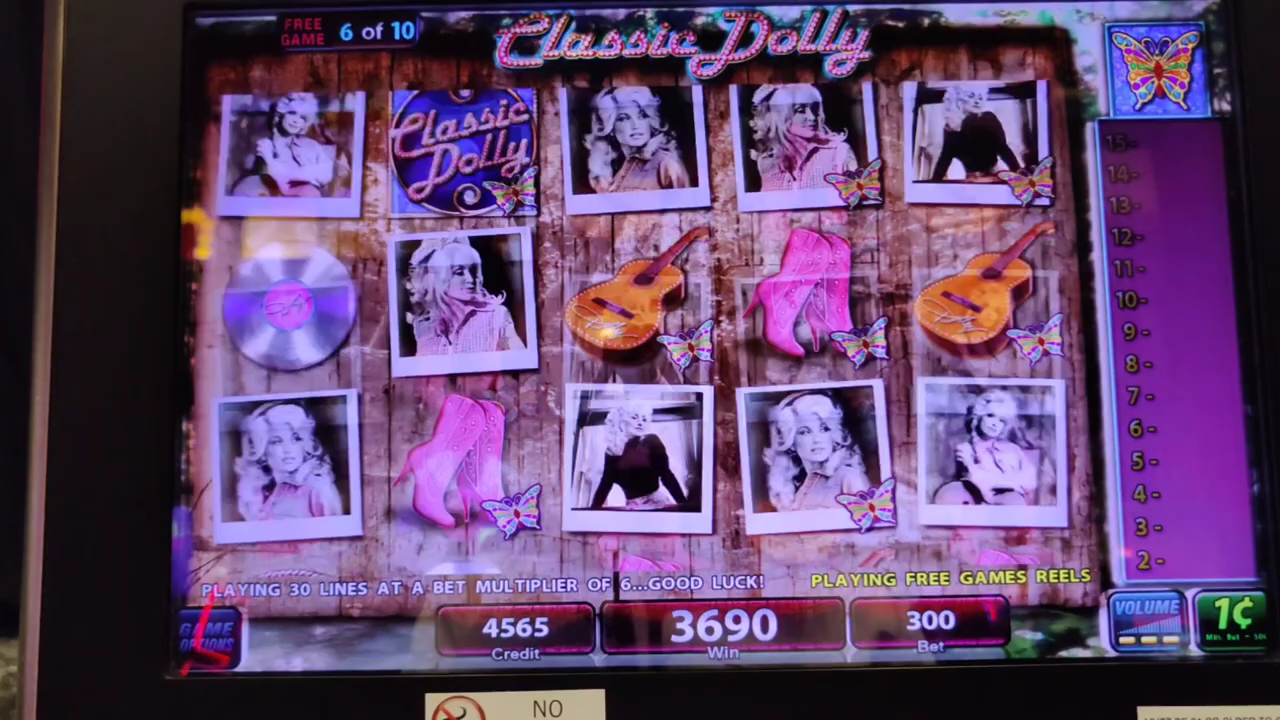 FREE GAME 6 of 10
Classic Dolly
Classic Dolly
15-
14-
13-
12-
11-
10-
9-
8-
7-
6-
5-
4-
3-
2-
PLAYING 30 LINES AT A BET MULTIPLIER OF 6...GOOD LUCK!
PLAYING FREE GAMES REELS
GAME OPTIONS
4565
Credit
3690
Win
300
Bet
VOLUME
1¢
NO